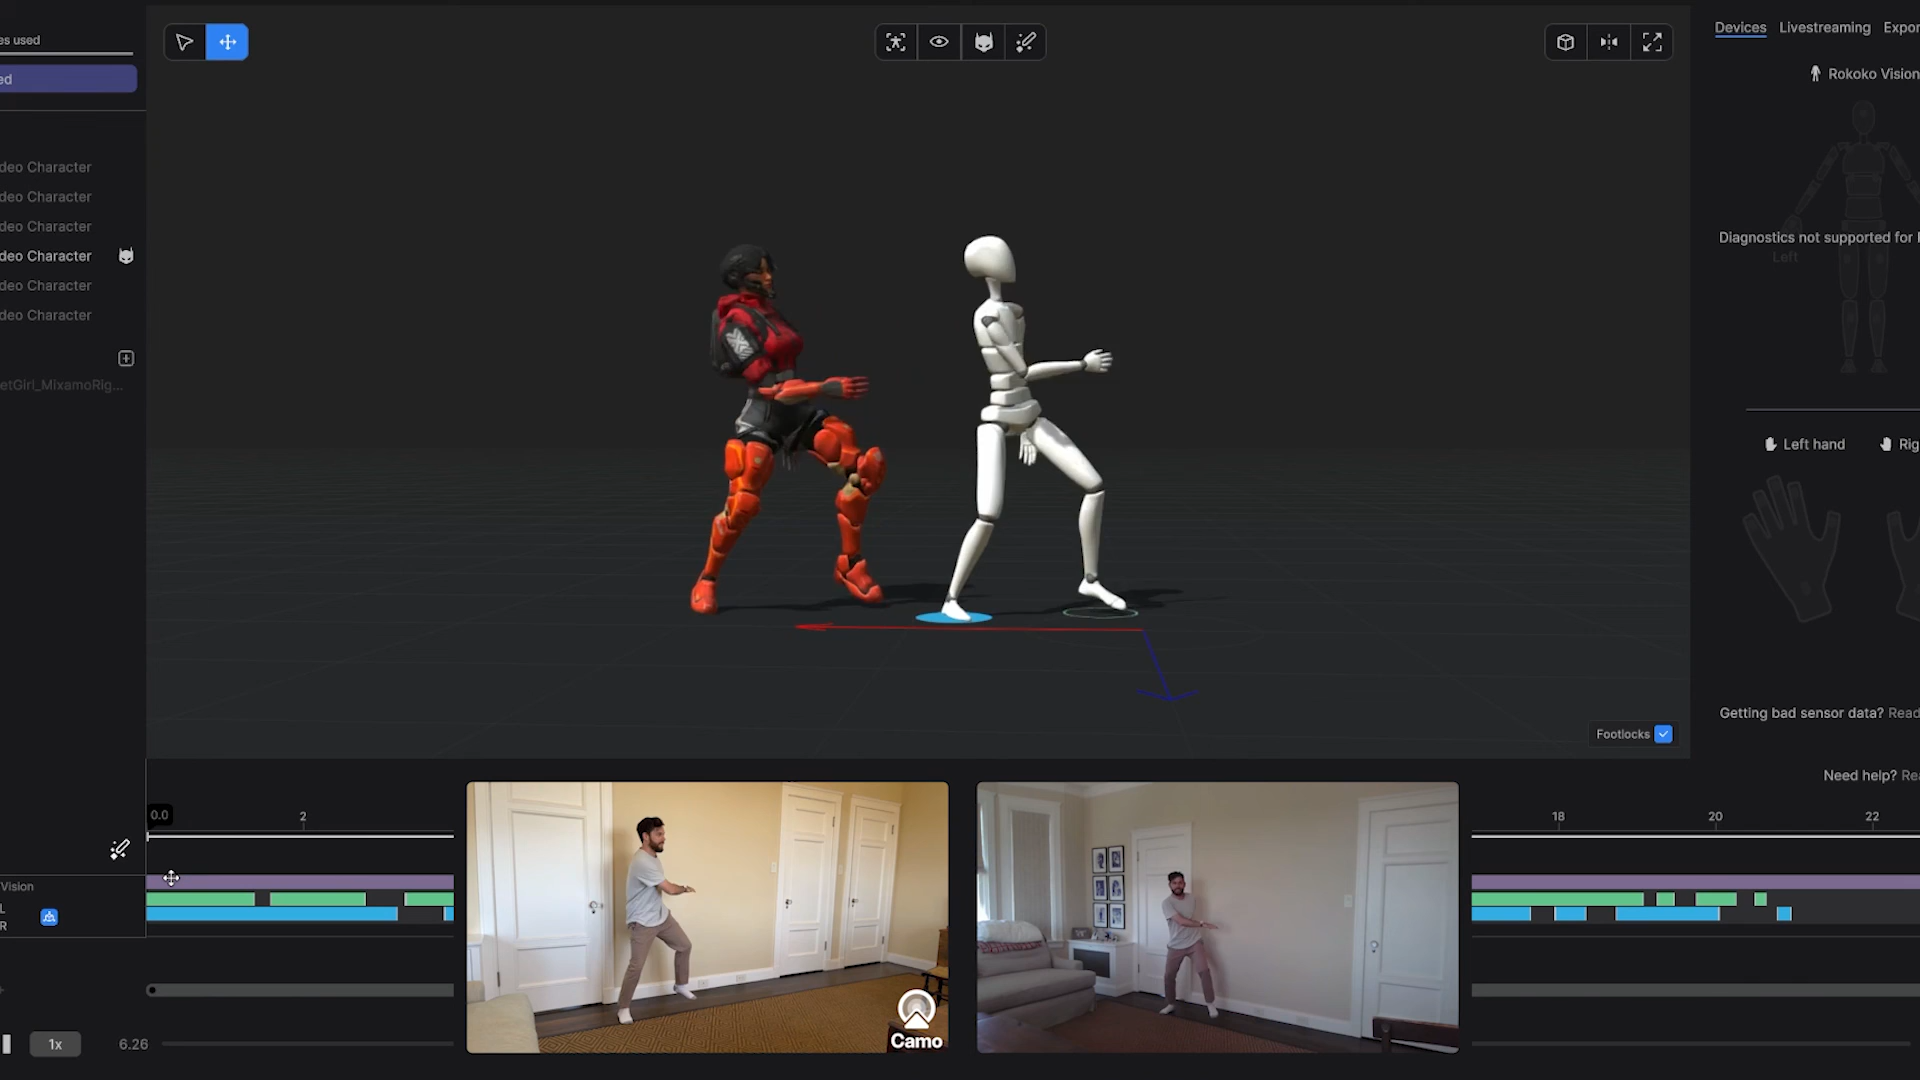 es used
ed
deo Character
deo Character
deo Character
deo Character
deo Character
deo Character
etGirl_MixamoRig...
Devices Livestreaming Expor
Rokoko Vision
Diagnostics not supported for
Left
Left hand Rig
Getting bad sensor data? Read
Need help? Rea
Footlocks
0.0 2 18 20 22
Vision
L
R
1x 6.26
Camo